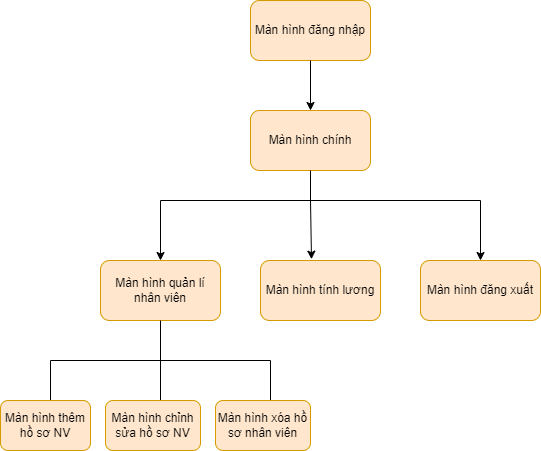 Màn hình đăng nhập
Màn hình chính
Màn hình quản lí
nhân viên
Màn hình tính lương
Màn hình đăng xuất
Màn hình thêm
hồ sơ NV
Màn hình chỉnh
sửa hồ sơ NV
Màn hình xóa hồ
sơ nhân viên